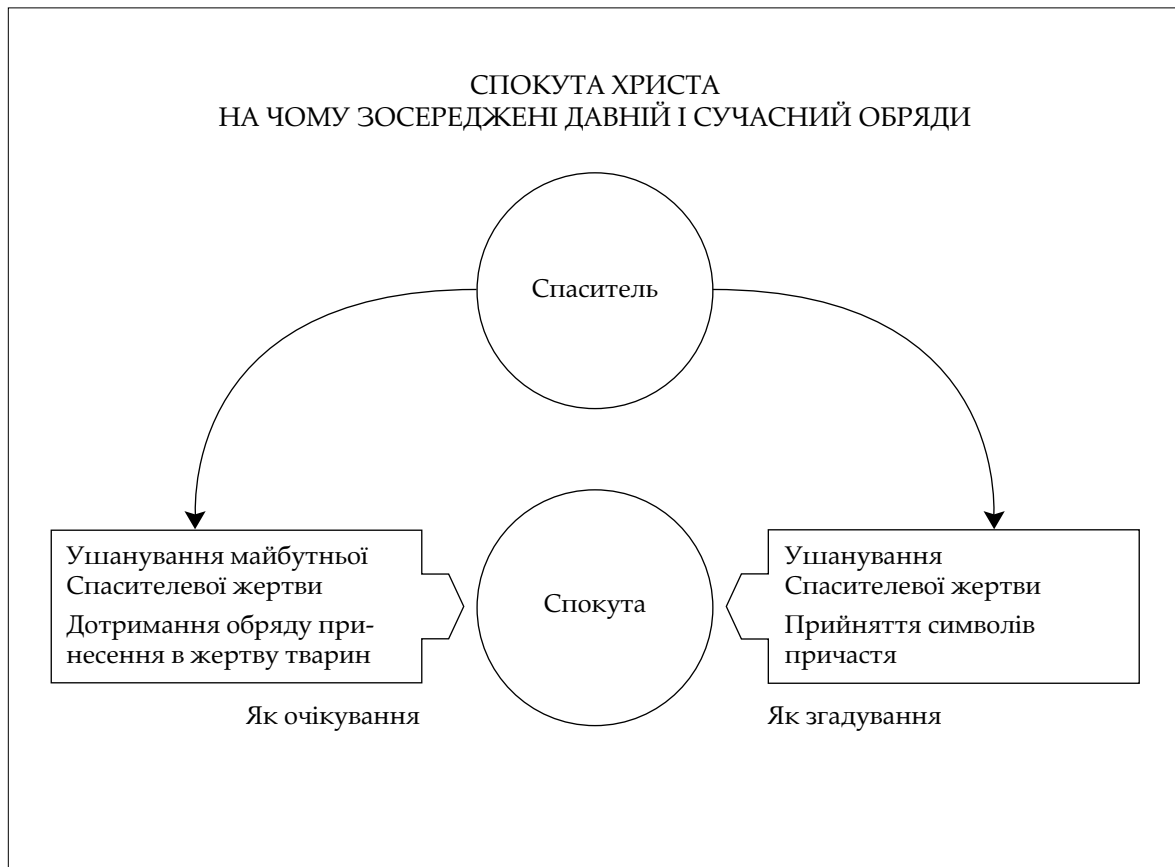 СПОКУТА ХРИСТА
НА ЧОМУ ЗОСЕРЕДЖЕНІ ДАВНІЙ І СУЧАСНИЙ ОБРЯДИ
Спаситель
Ушанування майбутньої
Спасителевої жертви
Дотримання обряду при-
несення в жертву тварин
Як очікування
Спокута
Ушанування
Спасителевої жертви
Прийняття символів
причастя
Як згадування